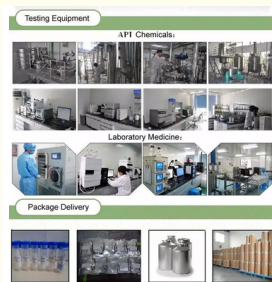 Testing Equipment
API Chemicals:
Laboratory Medicine:
Package Delivery